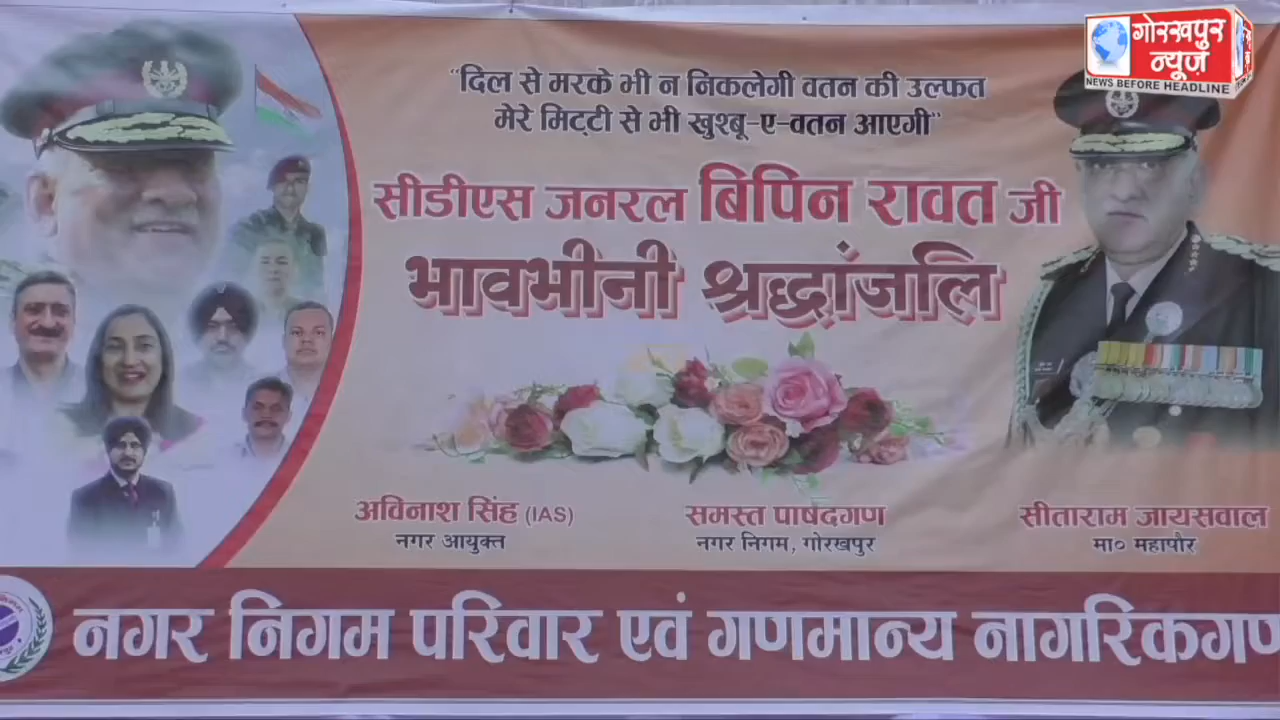 गोरखपुर
न्यूज़
NEWS BEFORE HEADLINE
"दिल से मरके भी न निकलेगी वतन की उल्फत
मेरे मिट्टी से भी खुश्बू-ए-वतन आएगी"
सीडीएस जनरल बिपिन रावत जी
भावभीनी श्रद्धांजलि
अविनाश सिंह (IAS)
नगर आयुक्त
समस्त पार्षदगण
नगर निगम, गोरखपुर
सीताराम जायसवाल
मा० महापौर
नगर निगम परिवार एवं गणमान्य नागरिकगण